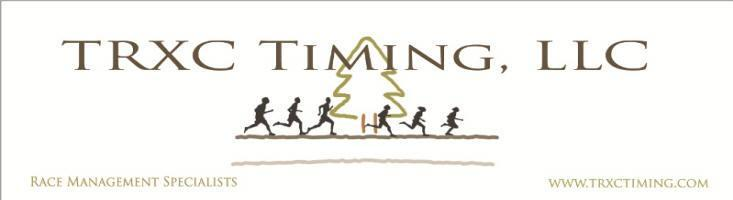 TRXC TIMING, LLC
RACE MANAGEMENT SPECIALISTS
WWW.TRXCTIMING.COM